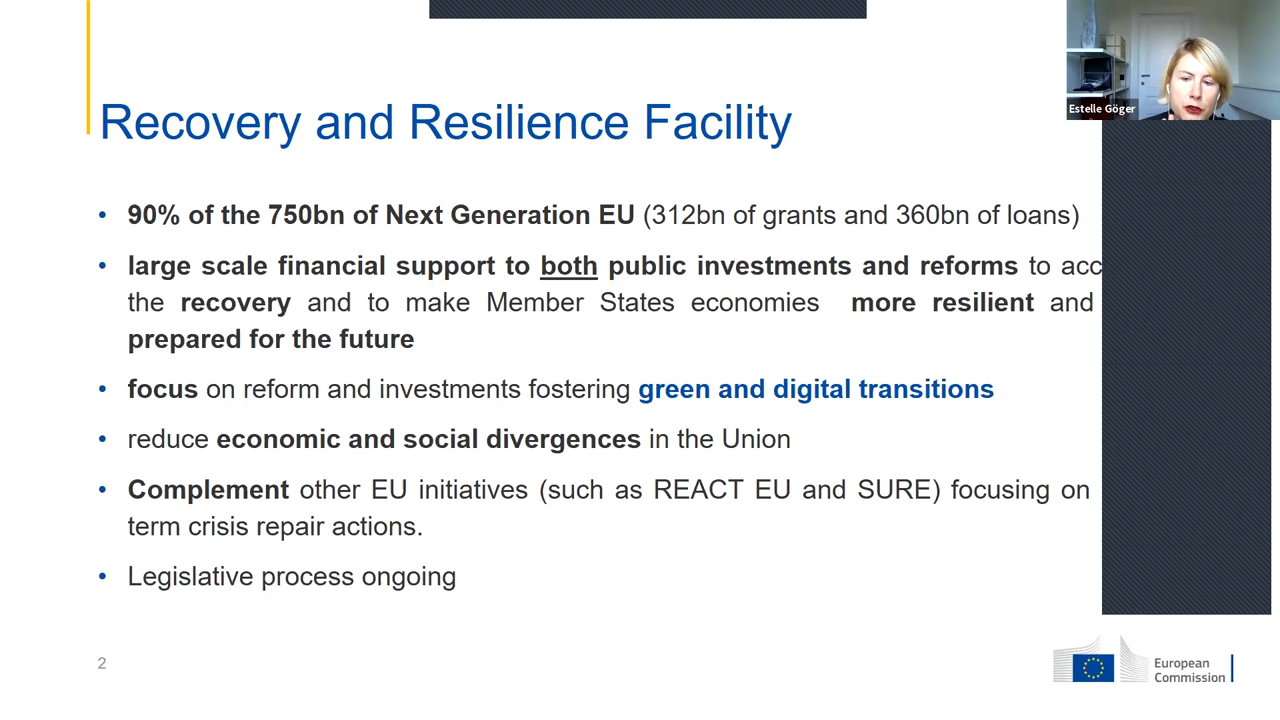 Estelle Göger
Recovery and Resilience Facility
• 90% of the 750bn of Next Generation EU (312bn of grants and 360bn of loans)
• large scale financial support to both public investments and reforms to acc
the recovery and to make Member States economies more resilient and
prepared for the future
• focus on reform and investments fostering green and digital transitions
• reduce economic and social divergences in the Union
• Complement other EU initiatives (such as REACT EU and SURE) focusing on
term crisis repair actions.
• Legislative process ongoing
2
European
Commission